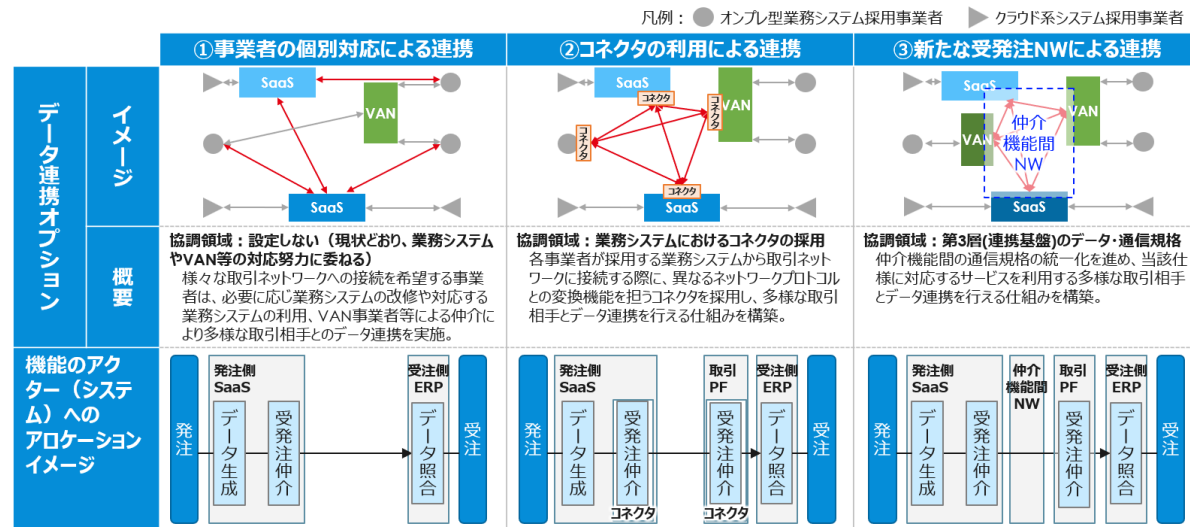 凡例： オンプレ型業務システム採用事業者 クラウド系システム採用事業者
①事業者の個別対応による連携
②コネクタの利用による連携
③新たな受発注NWによる連携
データ連携オプション
イメージ
SaaS
VAN
SaaS
SaaS
コネクタ
VAN
コネクタ
コネクタ
コネクタ
SaaS
SaaS
VAN
VAN
仲介
機能間
NW
SaaS
概要
協調領域：設定しない（現状どおり、業務システム
やVAN等の対応努力に委ねる）
様々な取引ネットワークへの接続を希望する事業
者は、必要に応じ業務システムの改修や対応する
業務システムの利用、VAN事業者等による仲介に
より多様な取引相手とのデータ連携を実施。
協調領域：業務システムにおけるコネクタの採用
各事業者が採用する業務システムから取引ネット
ワークに接続する際に、異なるネットワークプロトコル
との変換機能を担うコネクタを採用し、多様な取引
相手とデータ連携を行える仕組みを構築。
協調領域：第3層(連携基盤)のデータ・通信規格
仲介機能間の通信規格の統一化を進め、当該仕
様に対応するサービスを利用する多様な取引相手
とデータ連携を行える仕組みを構築。
機能のアク
ター（システ
ム）への
アロケーション
イメージ
発注
発注側
SaaS
データ生成
受発注仲介
受注側
ERP
データ照合
受注
発注
発注側
SaaS
データ生成
受発注仲介
コネクタ
取引
PF
受発注仲介
コネクタ
受注側
ERP
データ照合
受注
発注
発注側
SaaS
データ生成
受発注仲介
仲介
機能間
NW
取引
PF
受発注仲介
受注側
ERP
データ照合
受注